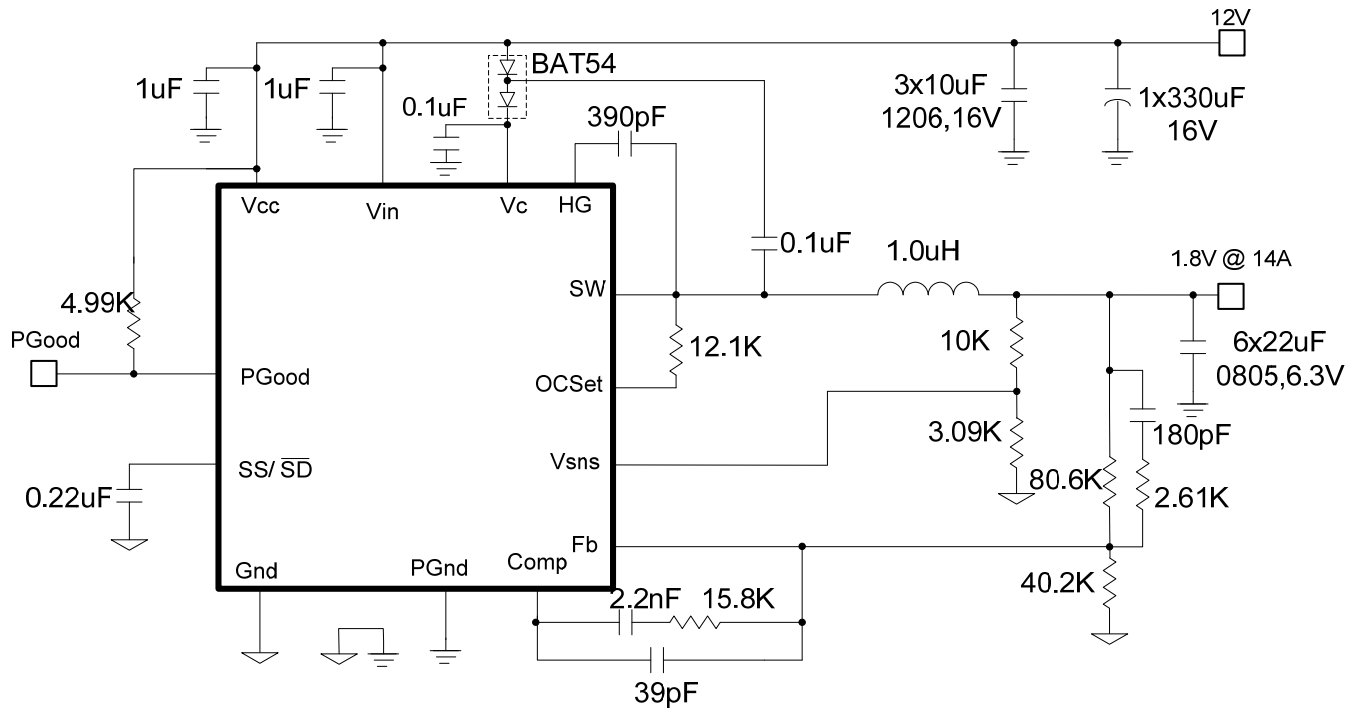 12V
1uF
1uF
BAT54
0.1uF
390pF
3x10uF
1206,16V
1x330uF
16V
Vcc
Vin
Vc
HG
0.1uF
1.0uH
1.8V @ 14A
SW
4.99K
PGood
12.1K
10K
6x22uF
0805,6.3V
PGood
OCSet
3.09K
180pF
SS/ SD
Vsns
0.22uF
80.6K
2.61K
Fb
Comp
Gnd
PGnd
40.2K
2.2nF
15.8K
39pF